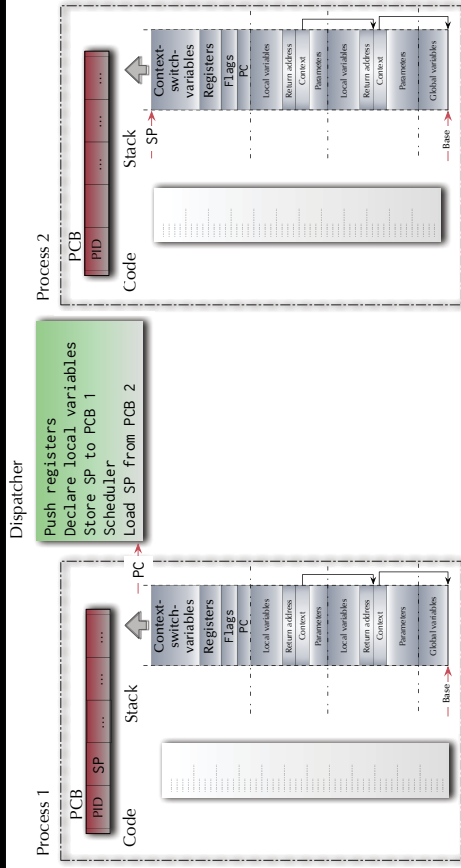 Dispatcher
Process 1
PCB
PID SP ... ... ...
Code
Stack
Context-
switch-
variables
Registers
Flags
PC
Local variables
Return address
Context
Parameters
Local variables
Return address
Context
Parameters
Global variables
Base
PC
Push registers
Declare local variables
Store SP to PCB 1
Scheduler
Load SP from PCB 2
Process 2
PCB
PID ... ... ...
Code
Stack
SP
Context-
switch-
variables
Registers
Flags
PC
Local variables
Return address
Context
Parameters
Local variables
Return address
Context
Parameters
Global variables
Base